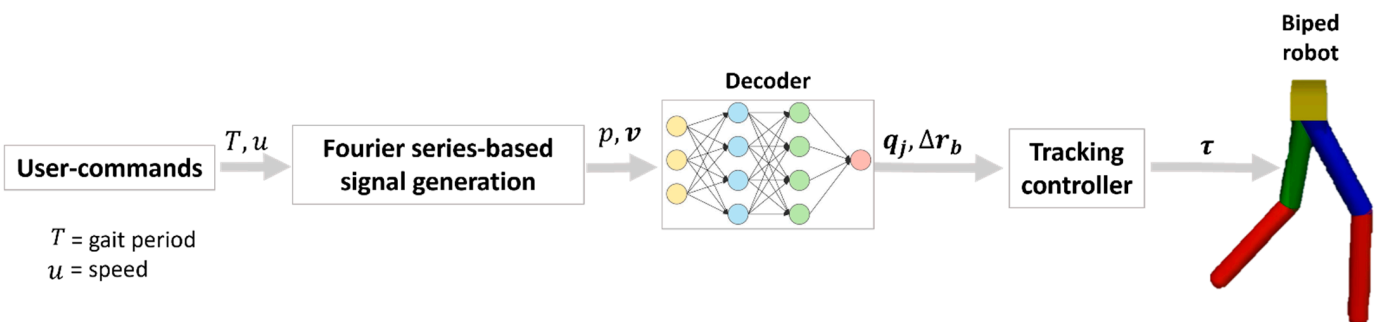 Biped
robot
Decoder
T, u
p, v
q_j, Δr_b
τ
User-commands
Fourier series-based
signal generation
Tracking
controller
T = gait period
u = speed